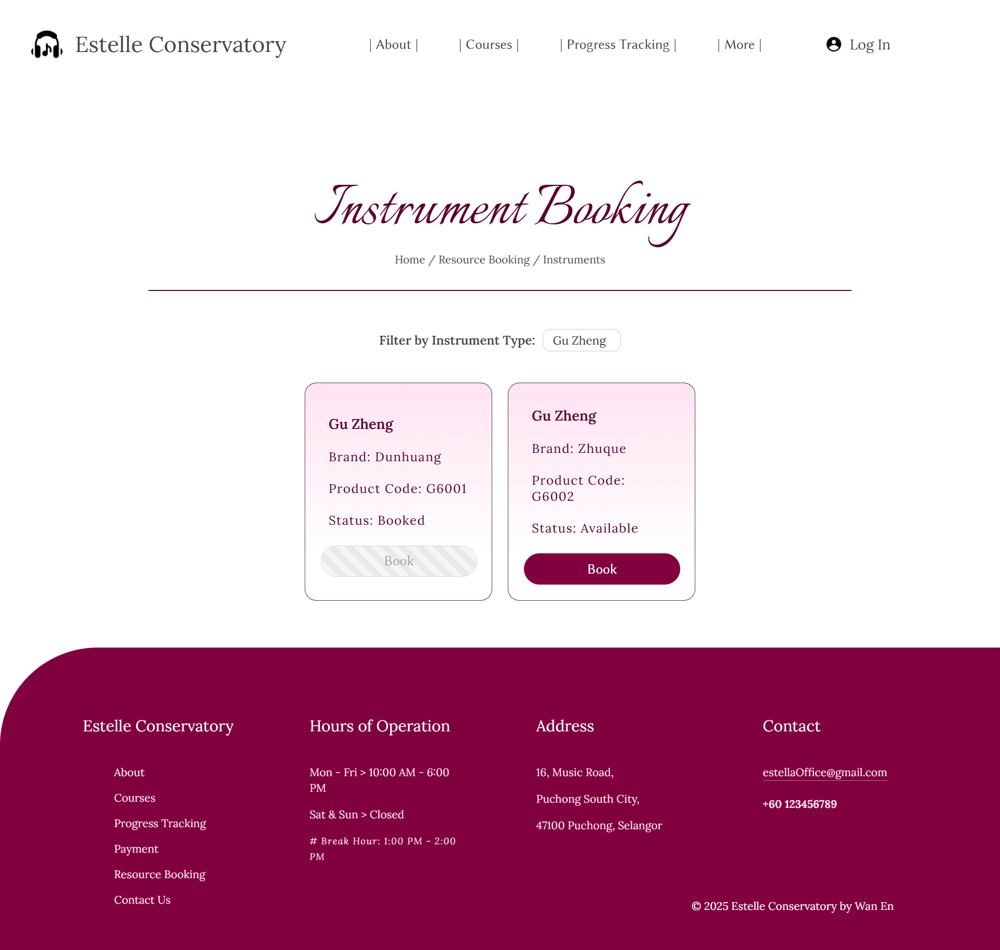 Estelle Conservatory
| About |
| Courses |
| Progress Tracking |
| More |
Log In
Instrument Booking
Home / Resource Booking / Instruments
Filter by Instrument Type:
Gu Zheng
Gu Zheng
Brand: Dunhuang
Product Code: G6001
Status: Booked
Book
Gu Zheng
Brand: Zhuque
Product Code:
G6002
Status: Available
Book
Estelle Conservatory
About
Courses
Progress Tracking
Payment
Resource Booking
Contact Us
Hours of Operation
Mon - Fri > 10:00 AM - 6:00
PM
Sat & Sun > Closed
# Break Hour: 1:00 PM - 2:00
PM
Address
16, Music Road,
Puchong South City,
47100 Puchong, Selangor
Contact
estellaOffice@gmail.com
+60 123456789
© 2025 Estelle Conservatory by Wan En